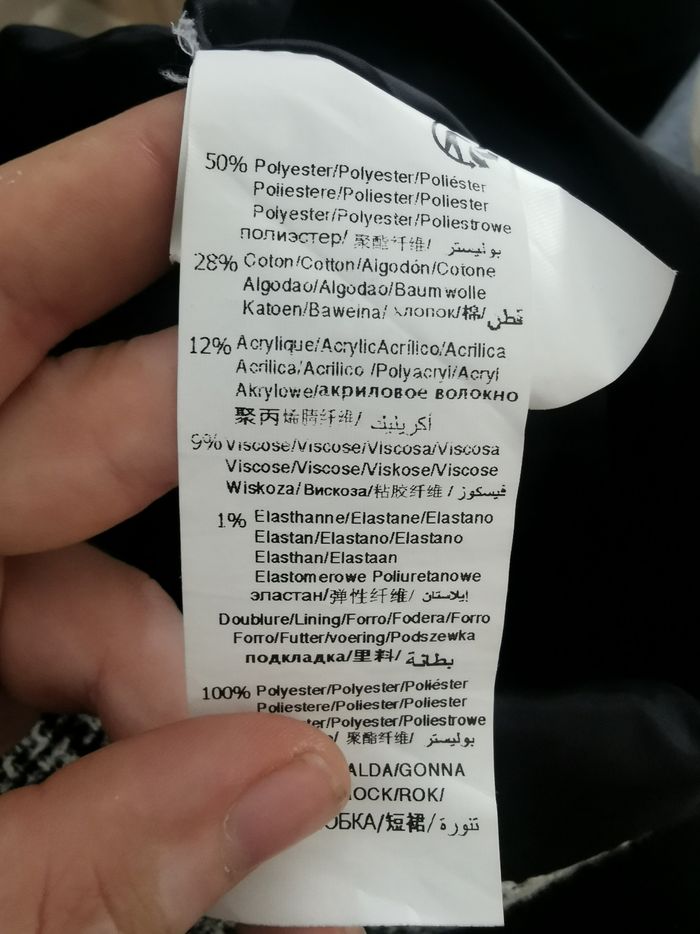 50% Polyester/Polyester/Poliéster
Poliestere/Poliester/Poliester
Polyester/Polyester/Poliestrowe
полиэстер/ 聚酯纤维/ بوليستر
28% Coton/Cotton/Algodón/Cotone
Algodao/Algodao/Baumwolle
Katoen/Baweina/ хлопок/棉/ قطن
12% Acrylique/AcrylicAcrílico/Acrilica
Acrilica/Acrilico /Polyacryl/Acryl
Akrylowe/акриловое волокно
聚丙烯腈纤维/ أكريليك
9% Viscose/Viscose/Viscosa/Viscosa
Viscose/Viscose/Viskose/Viscose
Wiskoza/Вискоза/粘胶纤维/ فيسكوز
1% Elasthanne/Elastane/Elastano
Elastan/Elastano/Elastano
Elasthan/Elastaan
Elastomerowe Poliuretanowe
эластан/弹性纤维/ إيلاستان
Doublure/Lining/Forro/Fodera/Forro
Forro/Futter/voering/Podszewka
подкладка/里料/ بطانة
100% Polyester/Polyester/Poliéster
Poliestere/Poliester/Poliester
/Polyester/Poliestrowe
/ 聚酯纤维/ بوليستر
/GONNA
/ROK/
/短裙/ تنورة